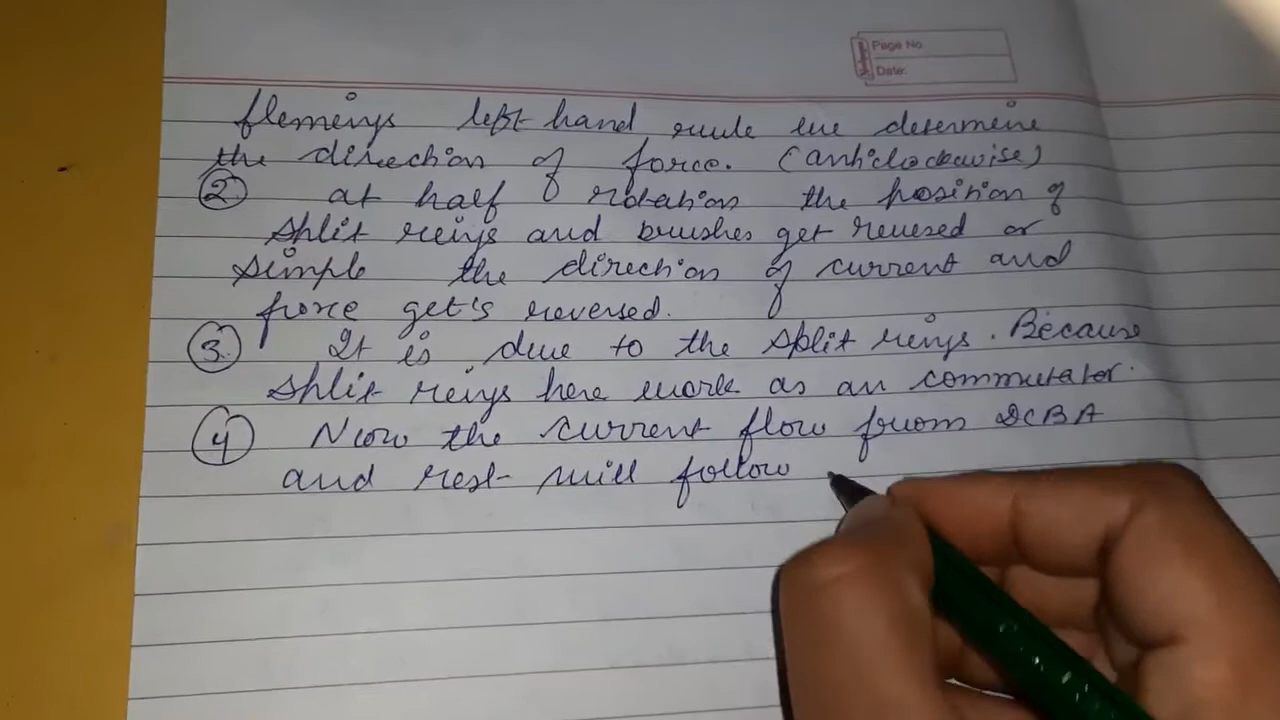 Page No.
Date:
flemings left hand rule we determine
the direction of force. (anticlockwise)
② at half rotation the position of
split rings and brushes get revesed or
simple the direction of current and
force get's reversed.
③ It is due to the split rings. Because
split rings here work as an commutator.
④ Now the current flow from DCBA
and rest will follow